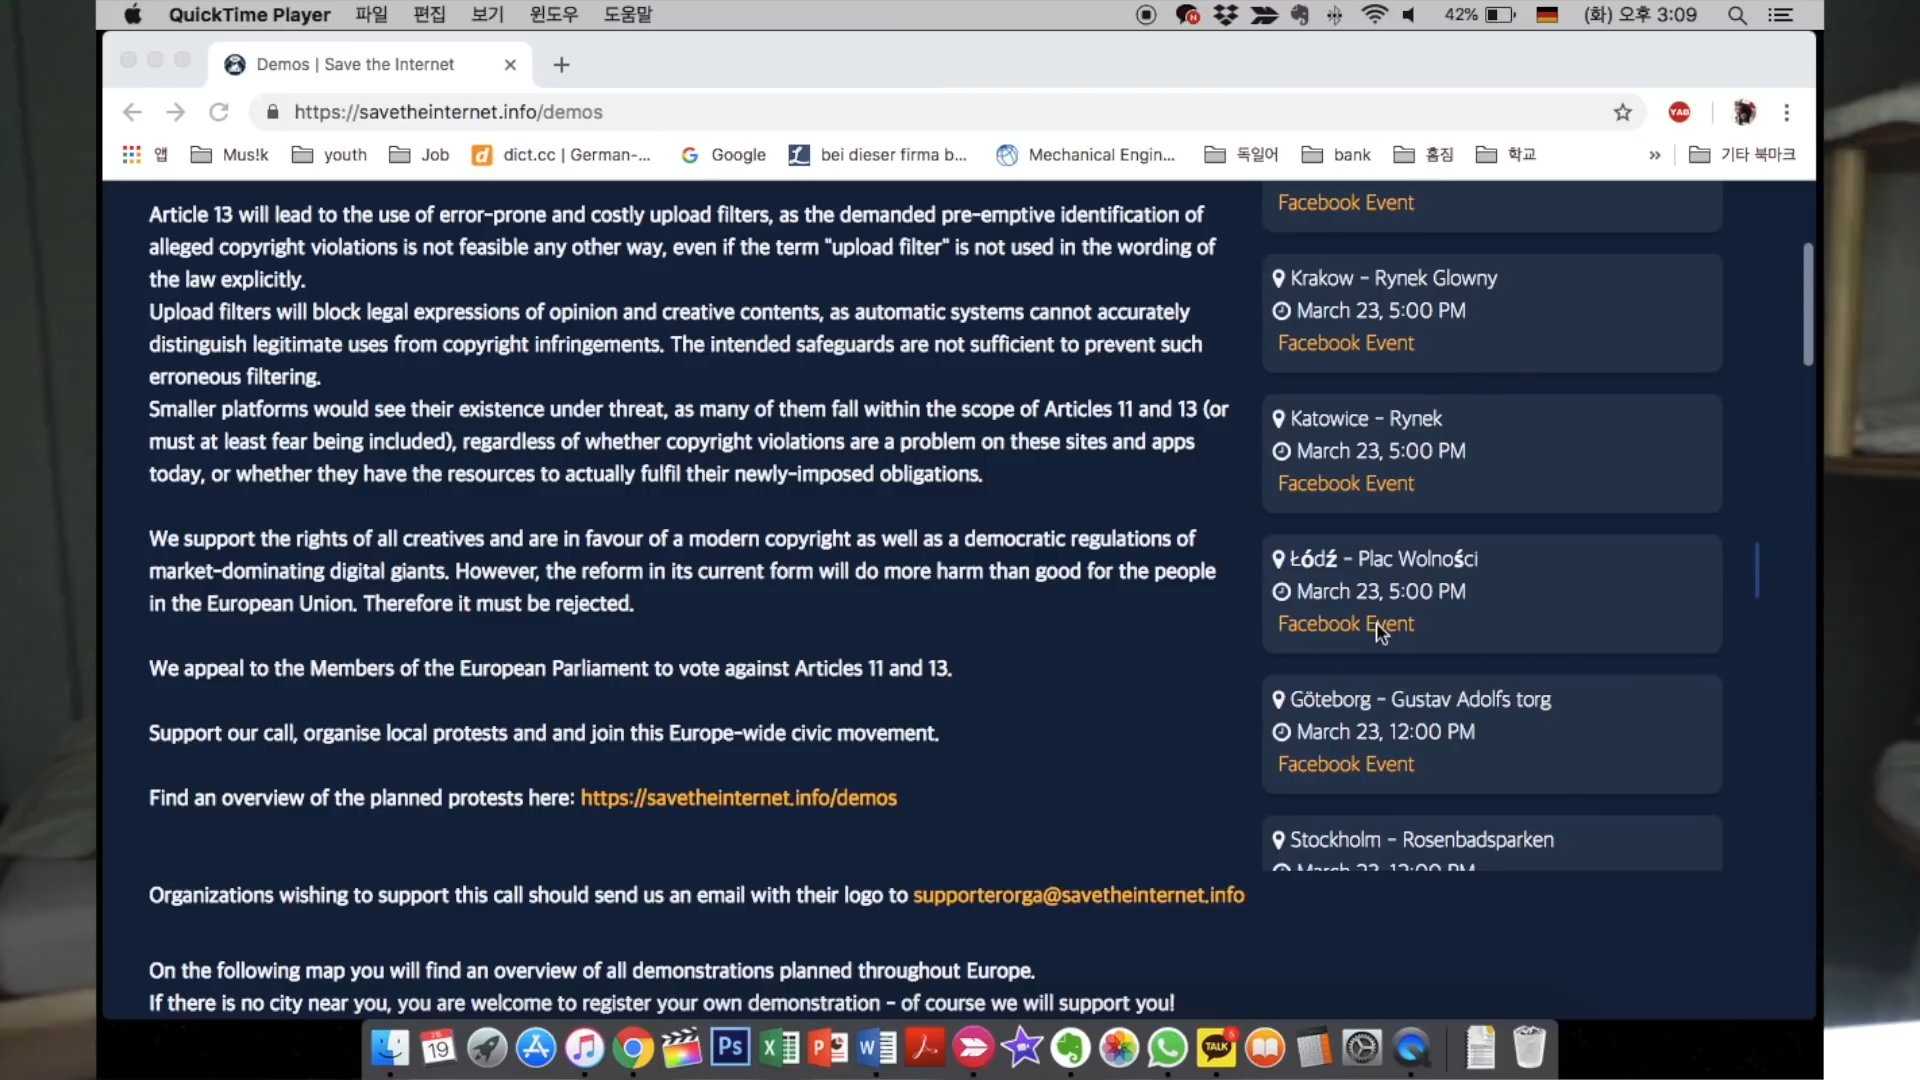 QuickTime Player 파일 편집 보기 윈도우 도움말 42% (화) 오후 3:09
Demos | Save the Internet
https://savetheinternet.info/demos
앱 Mus!k youth Job dict.cc | German-... Google bei dieser firma b... Mechanical Engin... 독일어 bank 홈짐 학교 » 기타 북마크
Article 13 will lead to the use of error-prone and costly upload filters, as the demanded pre-emptive identification of
alleged copyright violations is not feasible any other way, even if the term "upload filter" is not used in the wording of
the law explicitly.
Upload filters will block legal expressions of opinion and creative contents, as automatic systems cannot accurately
distinguish legitimate uses from copyright infringements. The intended safeguards are not sufficient to prevent such
erroneous filtering.
Smaller platforms would see their existence under threat, as many of them fall within the scope of Articles 11 and 13 (or
must at least fear being included), regardless of whether copyright violations are a problem on these sites and apps
today, or whether they have the resources to actually fulfil their newly-imposed obligations.
We support the rights of all creatives and are in favour of a modern copyright as well as a democratic regulations of
market-dominating digital giants. However, the reform in its current form will do more harm than good for the people
in the European Union. Therefore it must be rejected.
We appeal to the Members of the European Parliament to vote against Articles 11 and 13.
Support our call, organise local protests and and join this Europe-wide civic movement.
Find an overview of the planned protests here: https://savetheinternet.info/demos
Organizations wishing to support this call should send us an email with their logo to supporterorga@savetheinternet.info
On the following map you will find an overview of all demonstrations planned throughout Europe.
If there is no city near you, you are welcome to register your own demonstration - of course we will support you!
Facebook Event
Krakow - Rynek Glowny
March 23, 5:00 PM
Facebook Event
Katowice - Rynek
March 23, 5:00 PM
Facebook Event
Łódź - Plac Wolności
March 23, 5:00 PM
Facebook Event
Göteborg - Gustav Adolfs torg
March 23, 12:00 PM
Facebook Event
Stockholm - Rosenbadsparken
March 23, 12:00 PM
19 Ps TALK